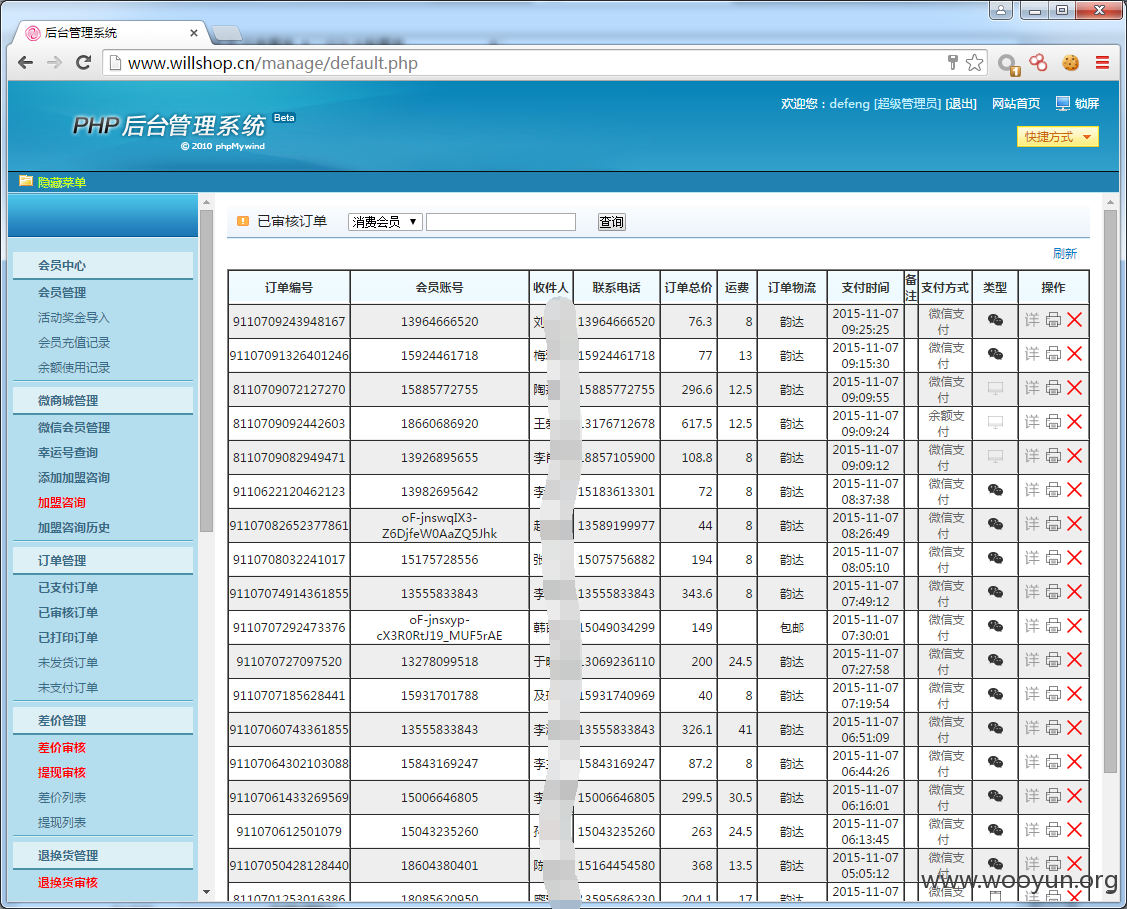 后台管理系统
www.willshop.cn/manage/default.php
欢迎您：defeng [超级管理员] [退出] 网站首页 锁屏
PHP 后台管理系统 Beta
© 2010 phpMywind
快捷方式
隐藏菜单
会员中心
会员管理
活动奖金导入
会员充值记录
余额使用记录
微商城管理
微信会员管理
幸运号查询
添加加盟咨询
加盟咨询
加盟咨询历史
订单管理
已支付订单
已审核订单
已打印订单
未发货订单
未支付订单
差价管理
差价审核
提现审核
差价列表
提现列表
退换货管理
退换货审核
已审核订单 消费会员 查询
刷新
订单编号 会员账号 收件人 联系电话 订单总价 运费 订单物流 支付时间 备注 支付方式 类型 操作
9110709243948167 13964666520 刘 13964666520 76.3 8 韵达 2015-11-07 09:25:25 微信支付 详
91107091326401246 15924461718 梅 15924461718 77 13 韵达 2015-11-07 09:15:30 微信支付 详
8110709072127270 15885772755 陶 15885772755 296.6 12.5 韵达 2015-11-07 09:09:55 微信支付 详
8110709092442603 18660686920 王 13176712678 617.5 12.5 韵达 2015-11-07 09:09:24 余额支付 详
8110709082949471 13926895655 李 18857105900 108.8 8 韵达 2015-11-07 09:09:12 微信支付 详
9110622120462123 13982695642 李 15183613301 72 8 韵达 2015-11-07 08:37:38 微信支付 详
91107082652377861 oF-jnswqIX3-Z6DjfeW0AaZQ5Jhk 赵 13589199977 44 8 韵达 2015-11-07 08:26:49 微信支付 详
9110708032241017 15175728556 张 15075756882 194 8 韵达 2015-11-07 08:05:10 微信支付 详
91107074914361855 13555833843 李 13555833843 343.6 8 韵达 2015-11-07 07:49:12 微信支付 详
9110707292473376 oF-jnsxyp-cX3R0RtJ19_MUF5rAE 韩 15049034299 149 包邮 2015-11-07 07:30:01 微信支付 详
911070727097520 13278099518 于 13069236110 200 24.5 韵达 2015-11-07 07:27:58 微信支付 详
9110707185628441 15931701788 及 15931740969 40 8 韵达 2015-11-07 07:19:54 微信支付 详
91107060743361855 13555833843 李 13555833843 326.1 41 韵达 2015-11-07 06:51:09 微信支付 详
91107064302103088 15843169247 李 15843169247 87.2 8 韵达 2015-11-07 06:44:26 微信支付 详
91107061433269569 15006646805 李 15006646805 299.5 30.5 韵达 2015-11-07 06:16:01 微信支付 详
911070612501079 15043235260 15043235260 263 24.5 韵达 2015-11-07 06:13:45 微信支付 详
91107050428128440 18604380401 陈 15164454580 368 13.5 韵达 2015-11-07 05:05:12 微信支付 详
8110701253016386 18085620950 13595686230 204.1 17 韵达 2015-11-07 微信支
www.wooyun.org